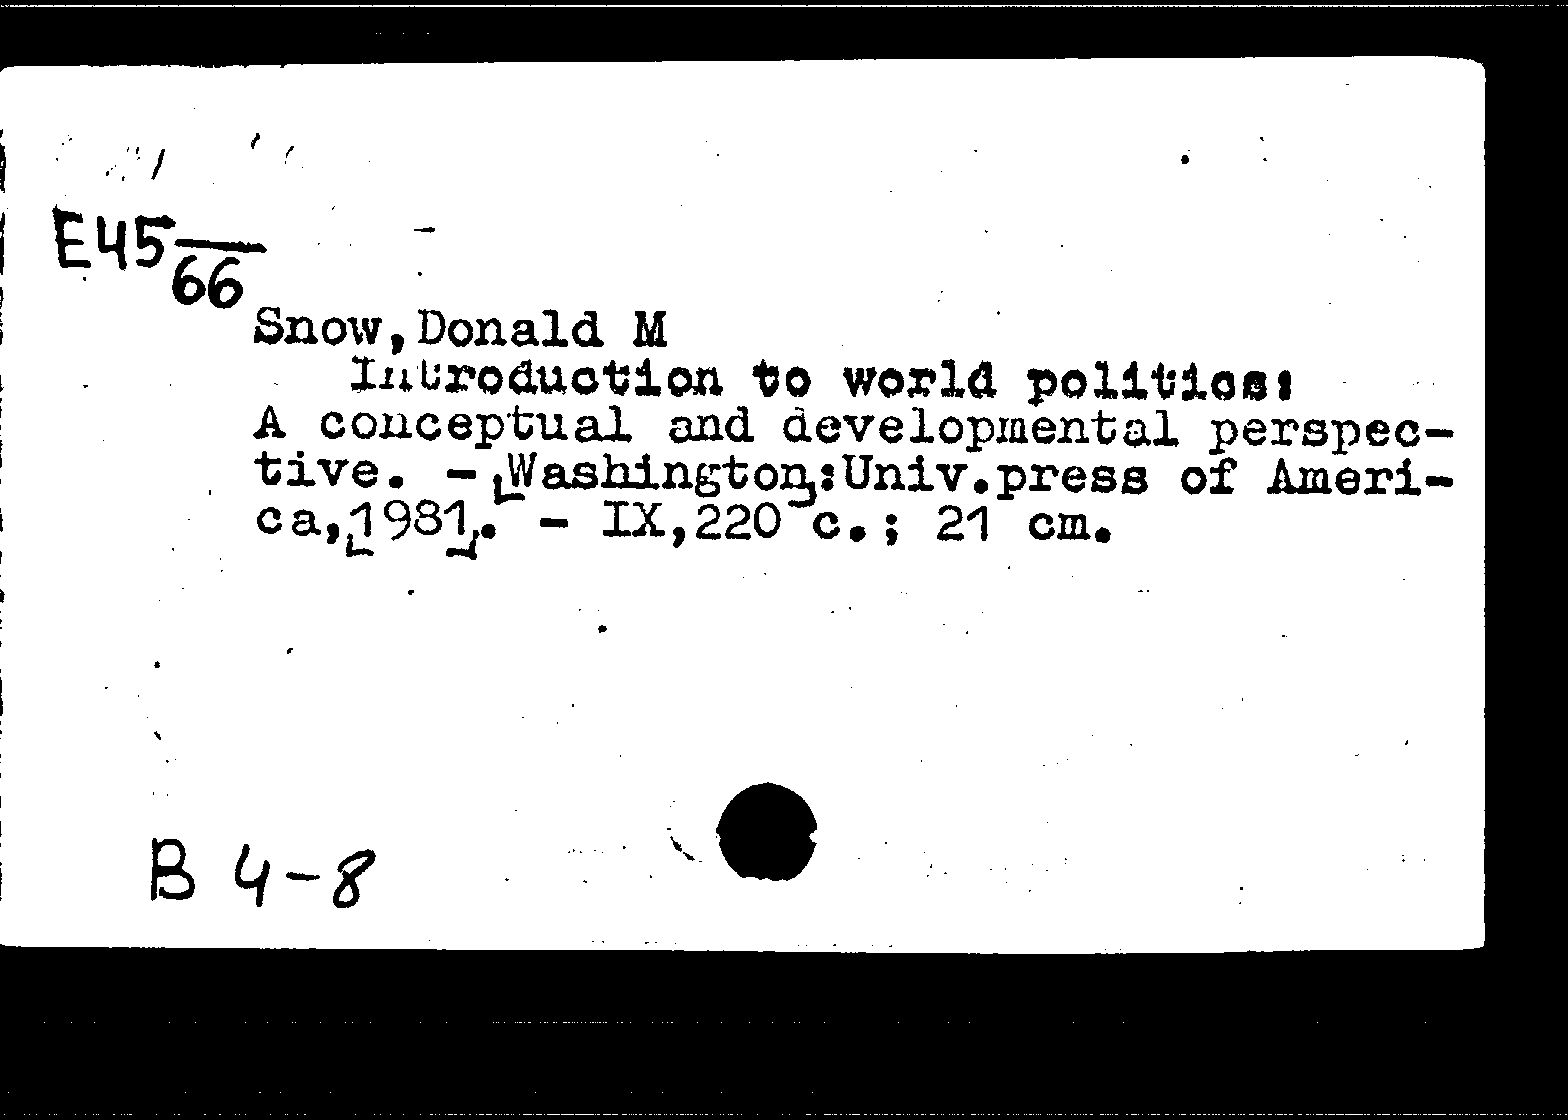 E45
66
Snow, Donald M
Introduction to world politics:
A conceptual and developmental perspec-
tive. - [Washington]:Univ.press of Ameri-
ca,[1981]. - IX,220 c.; 21 cm.
B 4-8